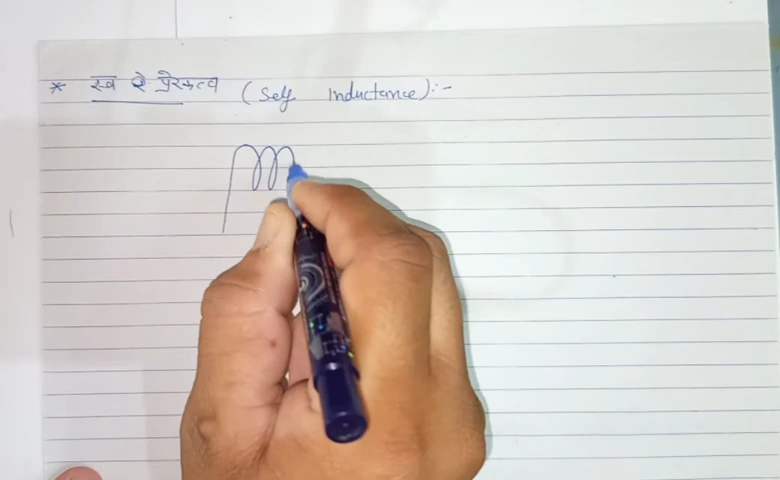 * स्व रे प्रेरकत्व (Self Inductance):-